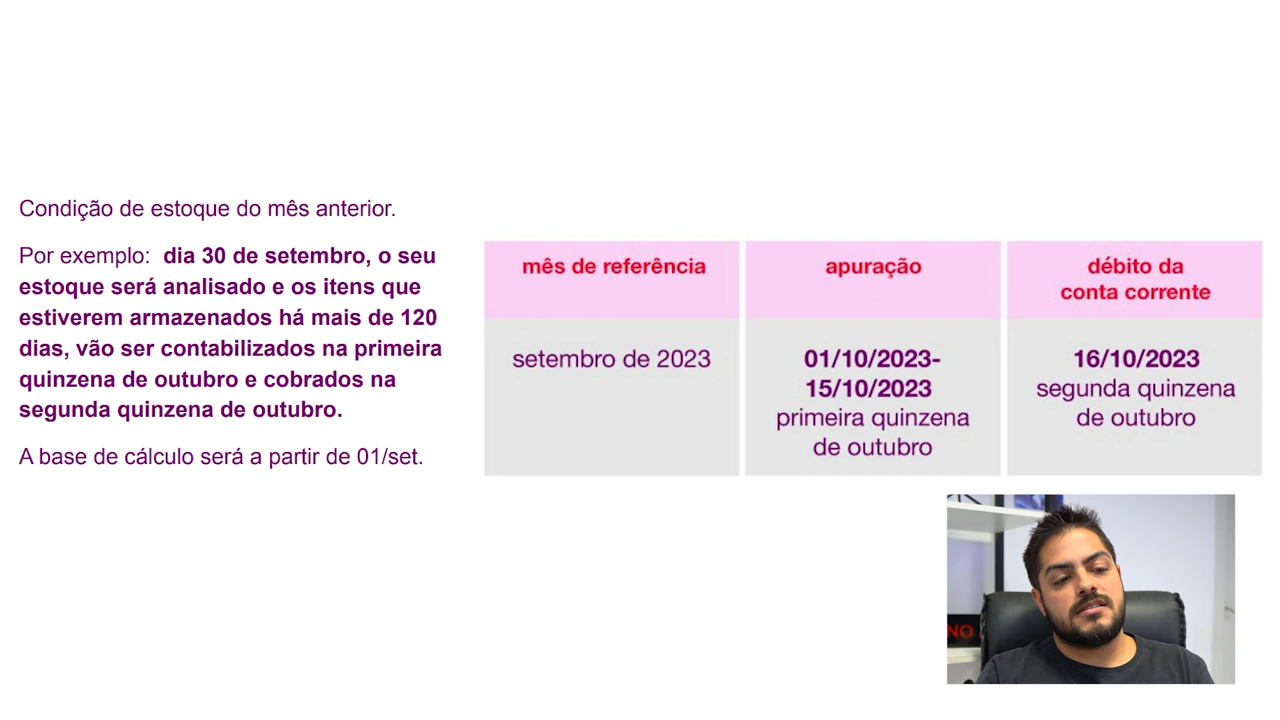 Condição de estoque do mês anterior.
Por exemplo: dia 30 de setembro, o seu
estoque será analisado e os itens que
estiverem armazenados há mais de 120
dias, vão ser contabilizados na primeira
quinzena de outubro e cobrados na
segunda quinzena de outubro.
A base de cálculo será a partir de 01/set.
mês de referência
setembro de 2023
apuração
01/10/2023-
15/10/2023
primeira quinzena
de outubro
débito da
conta corrente
16/10/2023
segunda quinzena
de outubro
NO